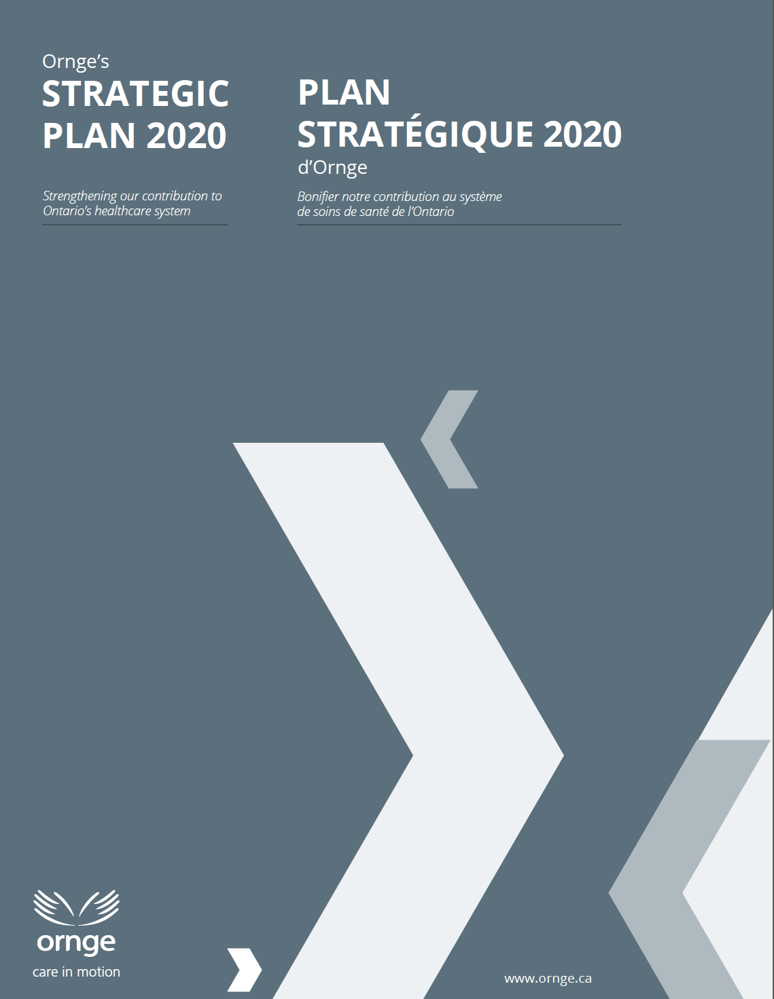 Ornge’s
STRATEGIC
PLAN 2020
Strengthening our contribution to
Ontario’s healthcare system
PLAN
STRATÉGIQUE 2020
d’Ornge
Bonifier notre contribution au système
de soins de santé de l’Ontario
ornge
care in motion
www.ornge.ca